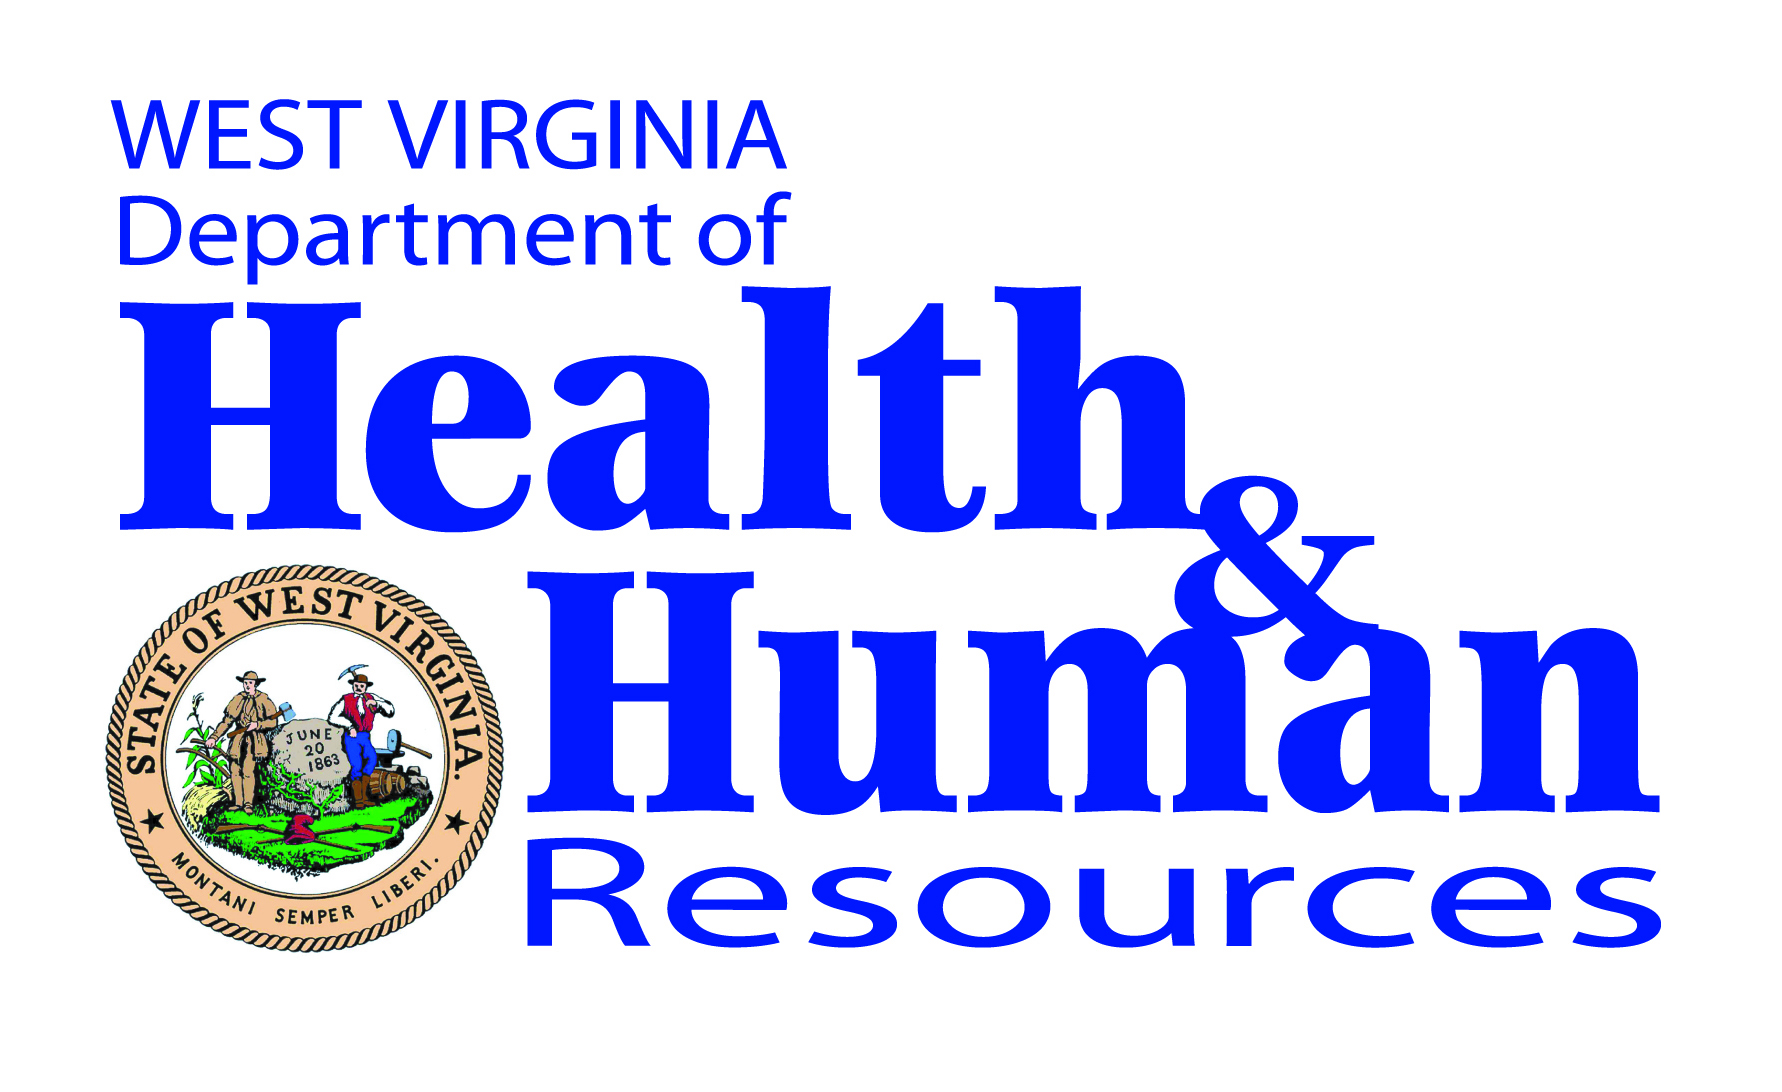 WEST VIRGINIA
Department of
Health
&
Human
Resources
STATE OF WEST VIRGINIA.
JUNE
20
1863
MONTANI SEMPER LIBERI.